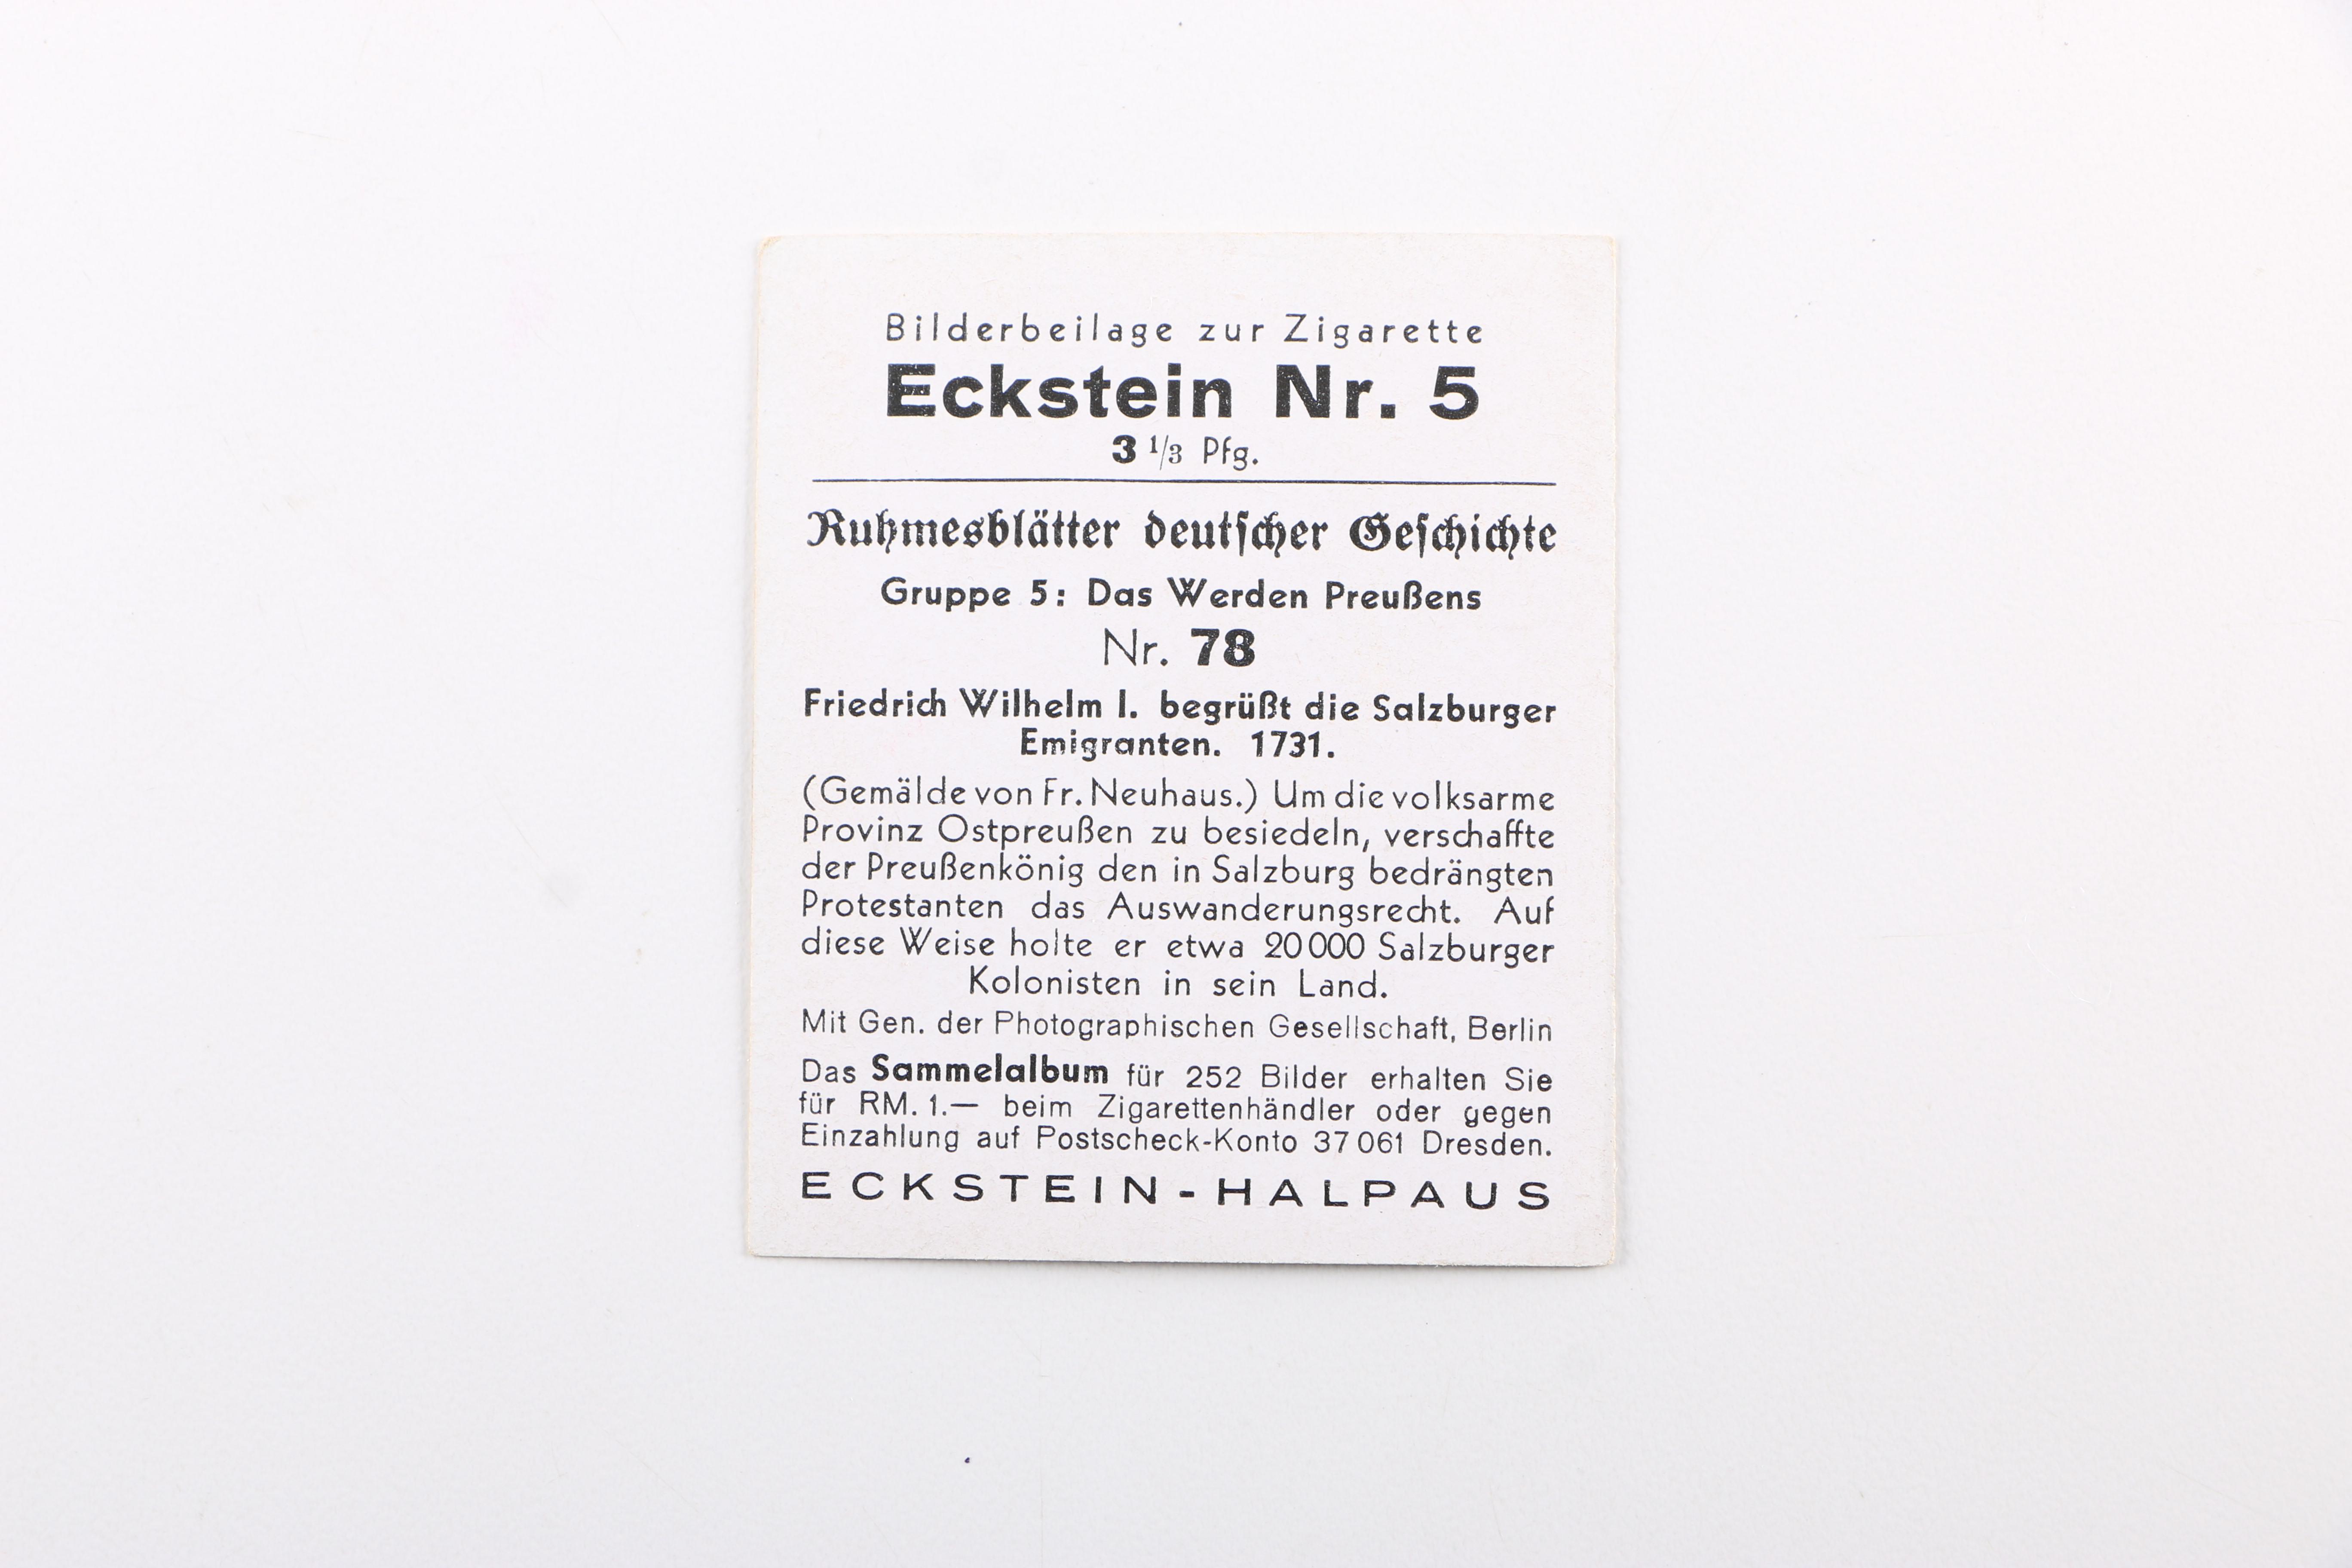 Bilderbeilage zur Zigarette
Eckstein Nr. 5
3 1/3 Pfg.
Ruhmesblätter deutscher Geschichte
Gruppe 5: Das Werden Preußens
Nr. 78
Friedrich Wilhelm I. begrüßt die Salzburger
Emigranten. 1731.
(Gemälde von Fr. Neuhaus.) Um die volksarme
Provinz Ostpreußen zu besiedeln, verschaffte
der Preußenkönig den in Salzburg bedrängten
Protestanten das Auswanderungsrecht. Auf
diese Weise holte er etwa 20 000 Salzburger
Kolonisten in sein Land.
Mit Gen. der Photographischen Gesellschaft, Berlin
Das Sammelalbum für 252 Bilder erhalten Sie
für RM. 1.— beim Zigarettenhändler oder gegen
Einzahlung auf Postscheck-Konto 37 061 Dresden.
ECKSTEIN-HALPAUS